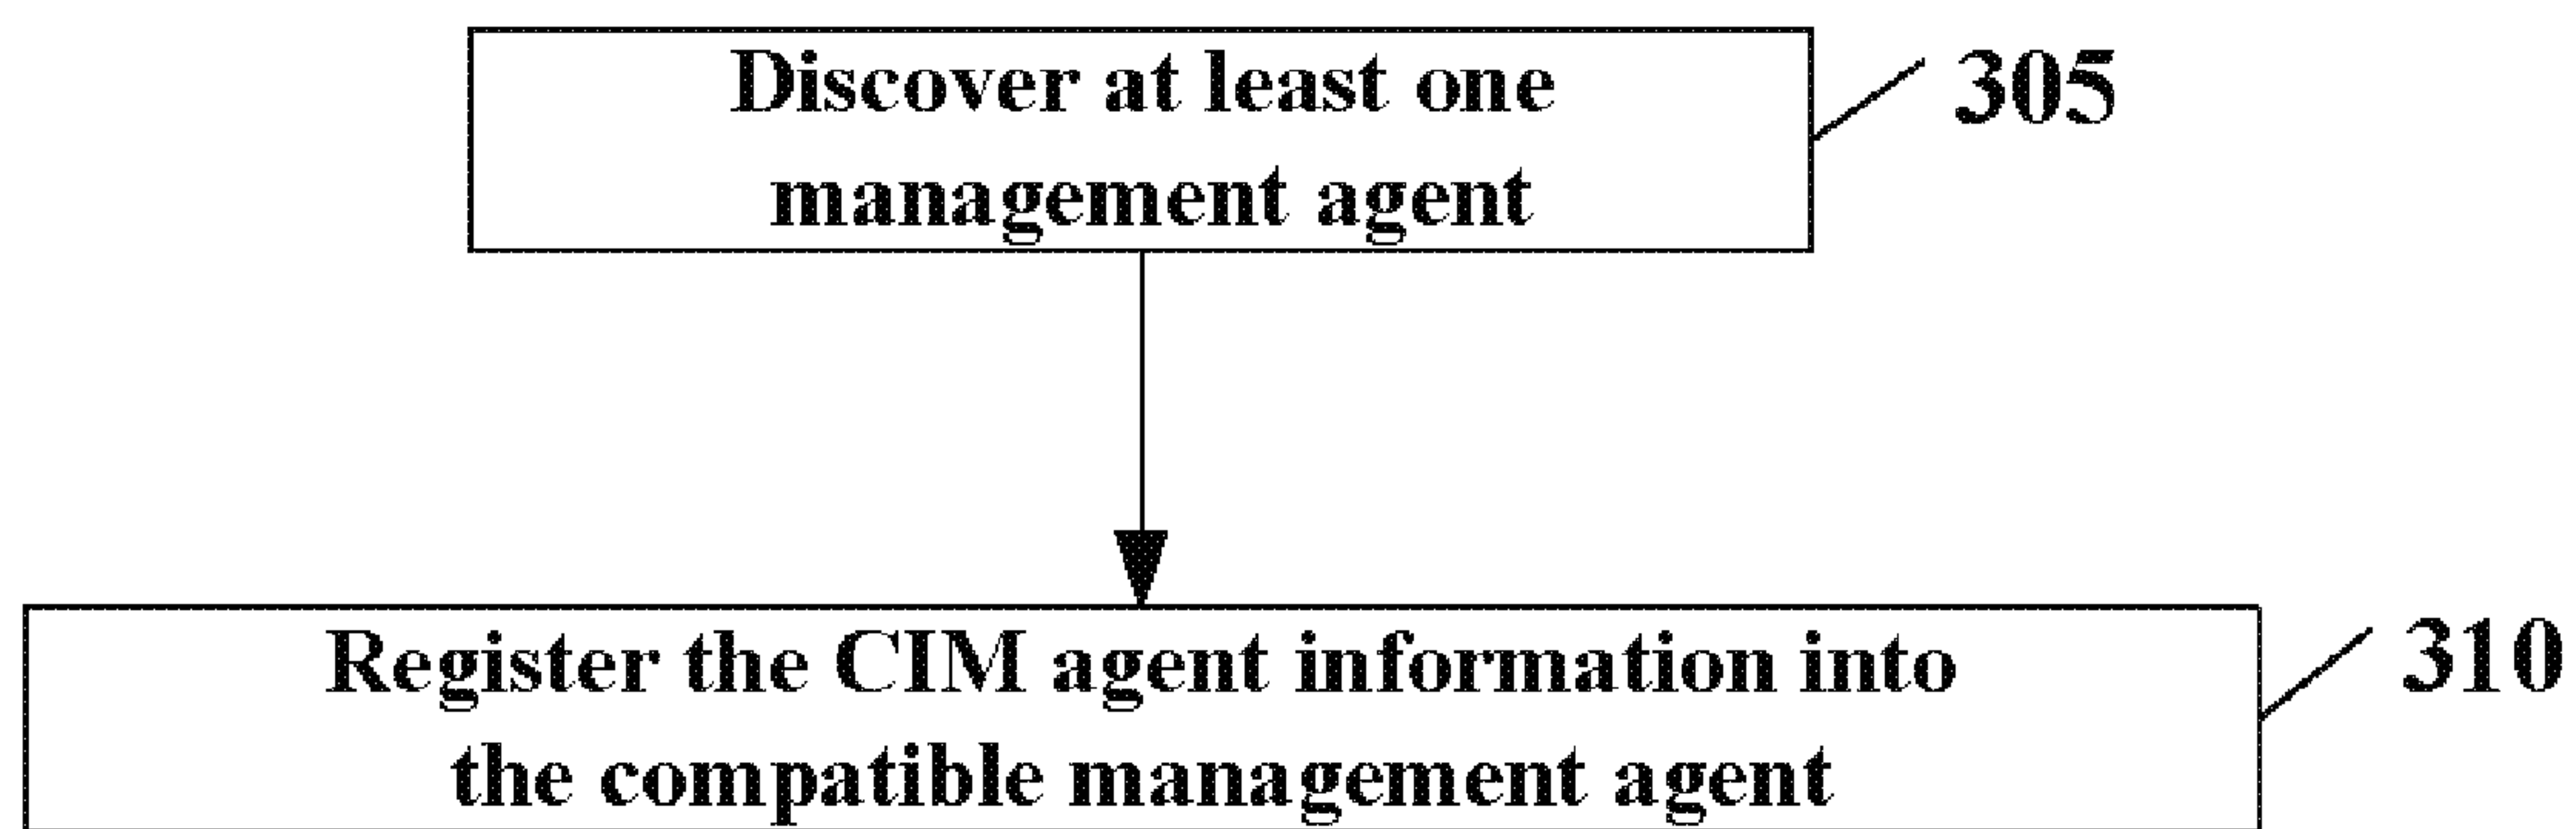 Discover at least one
management agent
305
Register the CIM agent information into
the compatible management agent
310